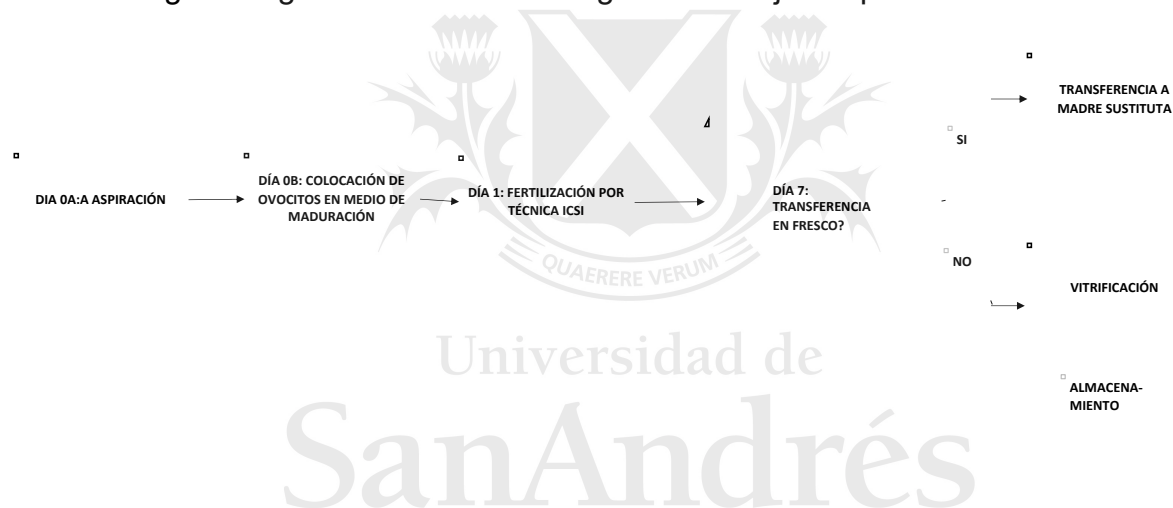 DIA 0A:A ASPIRACIÓN
DÍA 0B: COLOCACIÓN DE
OVOCITOS EN MEDIO DE
MADURACIÓN
DÍA 1: FERTILIZACIÓN POR
TÉCNICA ICSI
DÍA 7:
TRANSFERENCIA
EN FRESCO?
SI
TRANSFERENCIA A
MADRE SUSTITUTA
NO
VITRIFICACIÓN
ALMACENA-
MIENTO
QUAERERE VERUM
Universidad de
SanAndrés